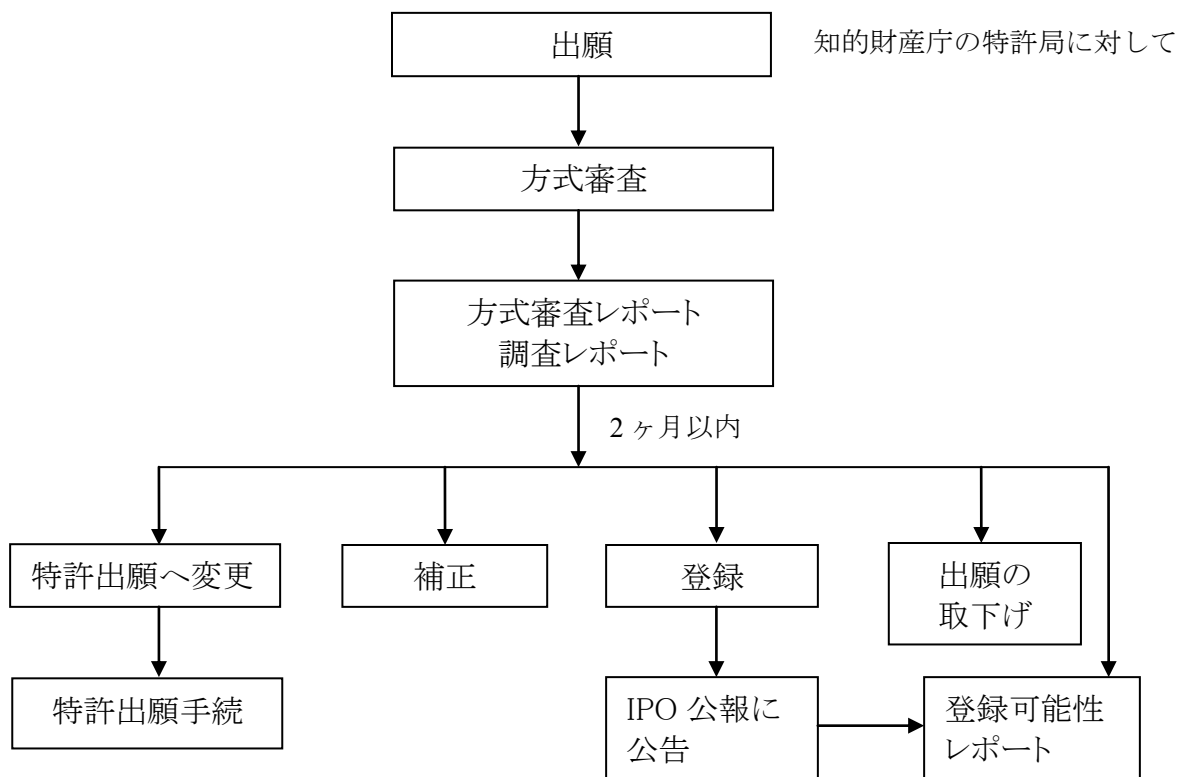 出願
知的財産庁の特許局に対して
方式審査
方式審査レポート
調査レポート
2 ヶ月以内
特許出願へ変更
補正
登録
出願の
取下げ
特許出願手続
IPO 公報に
公告
登録可能性
レポート